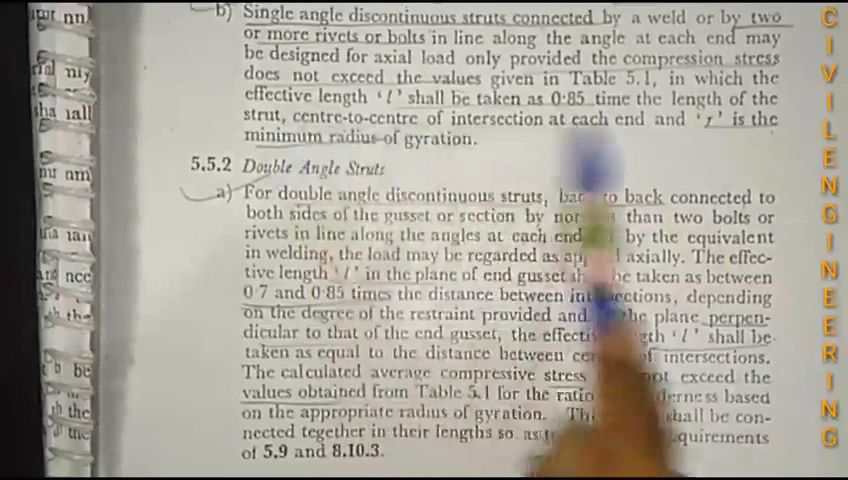 b) Single angle discontinuous struts connected by a weld or by two
or more rivets or bolts in line along the angle at each end may
be designed for axial load only provided the compression stress
does not exceed the values given in Table 5.1, in which the
effective length 'l' shall be taken as 0·85 time the length of the
strut, centre-to-centre of intersection at each end and 'r' is the
minimum radius of gyration.
5.5.2 Double Angle Struts
a) For double angle discontinuous struts, to back connected to
both sides of the gusset or section by than two bolts or
rivets in line along the angles at each end by the equivalent
in welding, the load may be regarded as axially. The effec-
tive length 'l' in the plane of end gusset be taken as between
0·7 and 0·85 times the distance between depending
on the degree of the restraint provided and plane perpen-
dicular to that of the end gusset, the 'l' shall be
taken as equal to the distance between of intersections.
The calculated average compressive stress exceed the
values obtained from Table 5.1 for the based
on the appropriate radius of gyration. shall be con-
nected tegether in their lengths so as
of 5.9 and 8.10.3.
CIVILENGINEERING